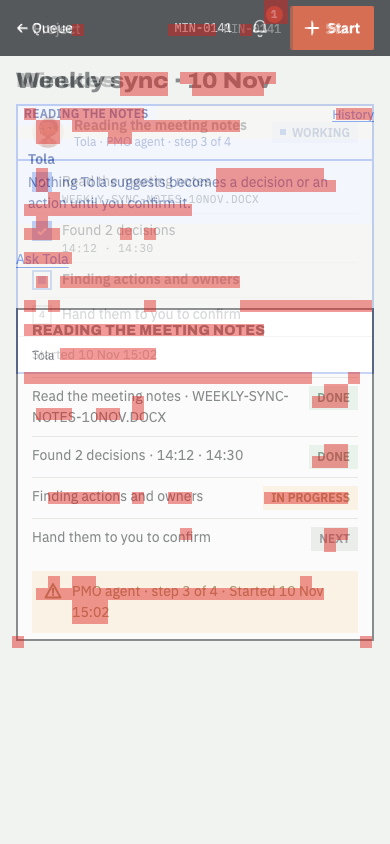 Queue
MIN-0141
1
Start
Weekly sync · 10 Nov
READING THE NOTES
History
Reading the meeting notes
Tola · PMO agent · step 3 of 4
WORKING
Tola
Nothing Tola suggests becomes a decision or an
action until you confirm it.
Read the meeting notes
WEEKLY-SYNC-NOTES-10NOV.DOCX
Found 2 decisions
14:12 · 14:30
Ask Tola
Finding actions and owners
4
Hand them to you to confirm
READING THE MEETING NOTES
Tola
Started 10 Nov 15:02
Read the meeting notes · WEEKLY-SYNC-
NOTES-10NOV.DOCX
DONE
Found 2 decisions · 14:12 · 14:30
DONE
Finding actions and owners
IN PROGRESS
Hand them to you to confirm
NEXT
PMO agent · step 3 of 4 · Started 10 Nov
15:02